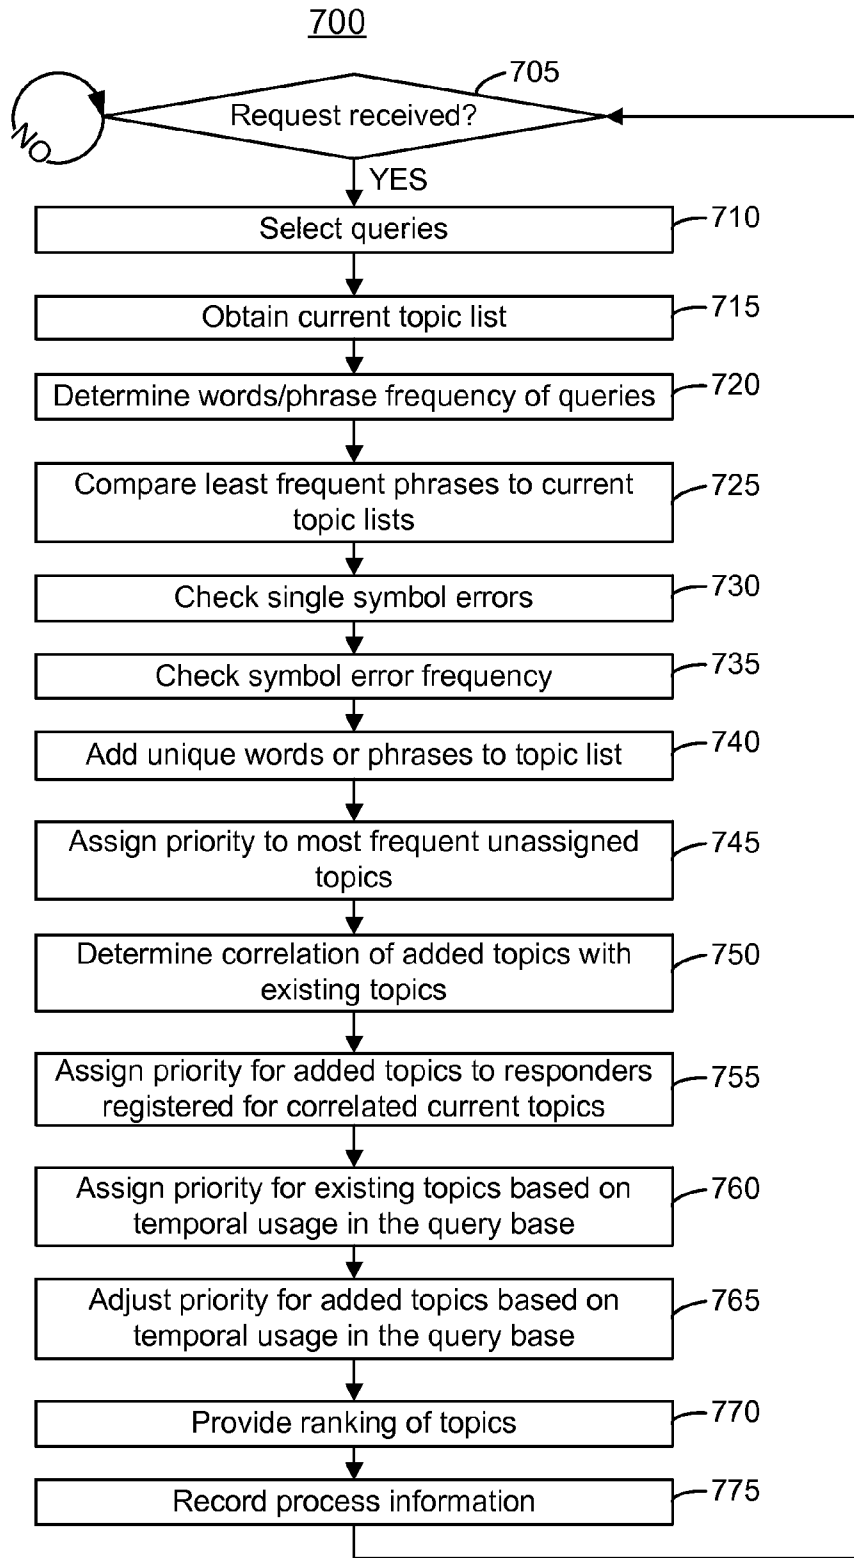 700
705
Request received?
NO
YES
Select queries
710
Obtain current topic list
715
Determine words/phrase frequency of queries
720
Compare least frequent phrases to current
topic lists
725
Check single symbol errors
730
Check symbol error frequency
735
Add unique words or phrases to topic list
740
Assign priority to most frequent unassigned
topics
745
Determine correlation of added topics with
existing topics
750
Assign priority for added topics to responders
registered for correlated current topics
755
Assign priority for existing topics based on
temporal usage in the query base
760
Adjust priority for added topics based on
temporal usage in the query base
765
Provide ranking of topics
770
Record process information
775